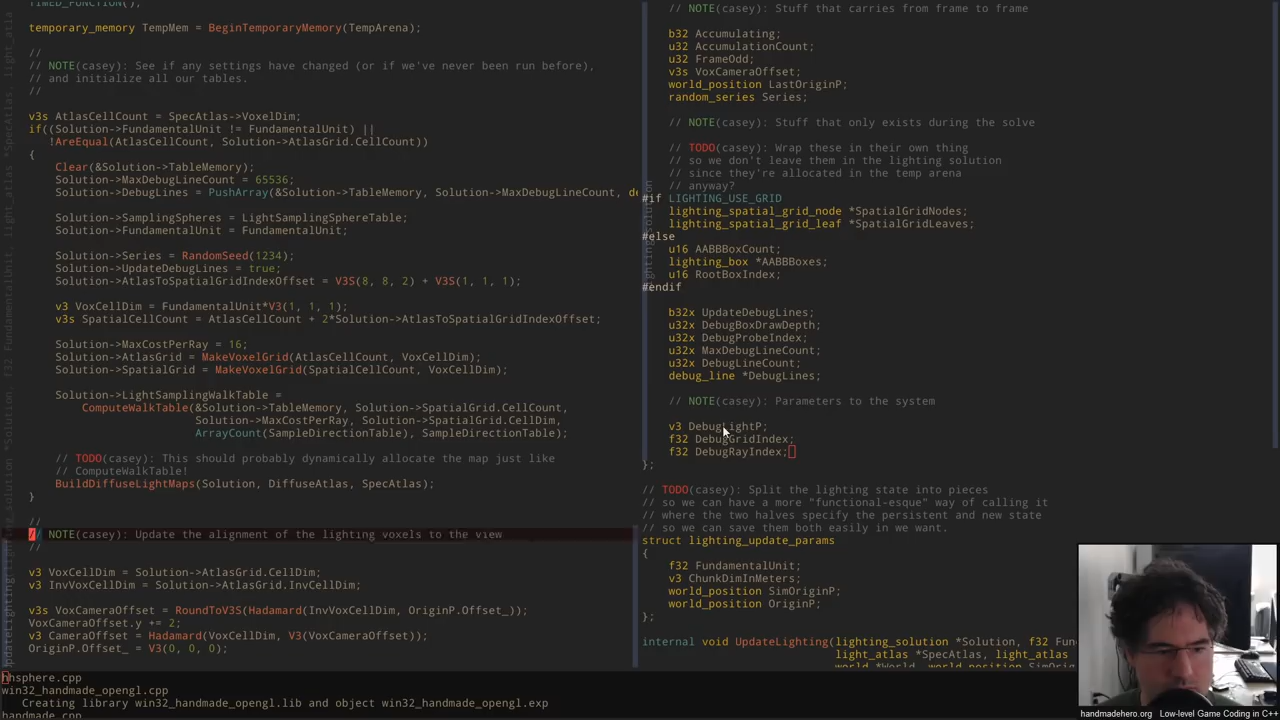 TIMED_FUNCTION();
temporary_memory TempMem = BeginTemporaryMemory(TempArena);
//
// NOTE(casey): See if any settings have changed (or if we've never been run before),
// and initialize all our tables.
//
v3s AtlasCellCount = SpecAtlas->VoxelDim;
if((Solution->FundamentalUnit != FundamentalUnit) ||
!AreEqual(AtlasCellCount, Solution->AtlasGrid.CellCount))
{
Clear(&Solution->TableMemory);
Solution->MaxDebugLineCount = 65536;
Solution->DebugLines = PushArray(&Solution->TableMemory, Solution->MaxDebugLineCount, de
Solution->SamplingSpheres = LightSamplingSphereTable;
Solution->FundamentalUnit = FundamentalUnit;
Solution->Series = RandomSeed(1234);
Solution->UpdateDebugLines = true;
Solution->AtlasToSpatialGridIndexOffset = V3S(8, 8, 2) + V3S(1, 1, 1);
v3 VoxCellDim = FundamentalUnit*V3(1, 1, 1);
v3s SpatialCellCount = AtlasCellCount + 2*Solution->AtlasToSpatialGridIndexOffset;
Solution->MaxCostPerRay = 16;
Solution->AtlasGrid = MakeVoxelGrid(AtlasCellCount, VoxCellDim);
Solution->SpatialGrid = MakeVoxelGrid(SpatialCellCount, VoxCellDim);
Solution->LightSamplingWalkTable =
ComputeWalkTable(&Solution->TableMemory, Solution->SpatialGrid.CellCount,
Solution->MaxCostPerRay, Solution->SpatialGrid.CellDim,
ArrayCount(SampleDirectionTable), SampleDirectionTable);
// TODO(casey): This should probably dynamically allocate the map just like
// ComputeWalkTable!
BuildDiffuseLightMaps(Solution, DiffuseAtlas, SpecAtlas);
}
//
// NOTE(casey): Update the alignment of the lighting voxels to the view
//
v3 VoxCellDim = Solution->AtlasGrid.CellDim;
v3 InvVoxCellDim = Solution->AtlasGrid.InvCellDim;
v3s VoxCameraOffset = RoundToV3S(Hadamard(InvVoxCellDim, OriginP.Offset_));
VoxCameraOffset.y += 2;
v3 CameraOffset = Hadamard(VoxCellDim, V3(VoxCameraOffset));
OriginP.Offset_ = V3(0, 0, 0);
// NOTE(casey): Stuff that carries from frame to frame
b32 Accumulating;
u32 AccumulationCount;
u32 FrameOdd;
v3s VoxCameraOffset;
world_position LastOriginP;
random_series Series;
// NOTE(casey): Stuff that only exists during the solve
// TODO(casey): Wrap these in their own thing
// so we don't leave them in the lighting solution
// since they're allocated in the temp arena
// anyway?
#if LIGHTING_USE_GRID
lighting_spatial_grid_node *SpatialGridNodes;
lighting_spatial_grid_leaf *SpatialGridLeaves;
#else
u16 AABBBoxCount;
lighting_box *AABBBoxes;
u16 RootBoxIndex;
#endif
b32x UpdateDebugLines;
u32x DebugBoxDrawDepth;
u32x DebugProbeIndex;
u32x MaxDebugLineCount;
u32x DebugLineCount;
debug_line *DebugLines;
// NOTE(casey): Parameters to the system
v3 DebugLightP;
f32 DebugGridIndex;
f32 DebugRayIndex;
};
// TODO(casey): Split the lighting state into pieces
// so we can have a more "functional-esque" way of calling it
// where the two halves specify the persistent and new state
// so we can save them both easily in we want.
struct lighting_update_params
{
f32 FundamentalUnit;
v3 ChunkDimInMeters;
world_position SimOriginP;
world_position OriginP;
};
internal void UpdateLighting(lighting_solution *Solution, f32 Fun
light_atlas *SpecAtlas, light_atlas
world *World, world_position SimOr
hhsphere.cpp
win32_handmade_opengl.cpp
Creating library win32_handmade_opengl.lib and object win32_handmade_opengl.exp
handmade.cpp
handmadehero.org | Low-level Game Coding in C++